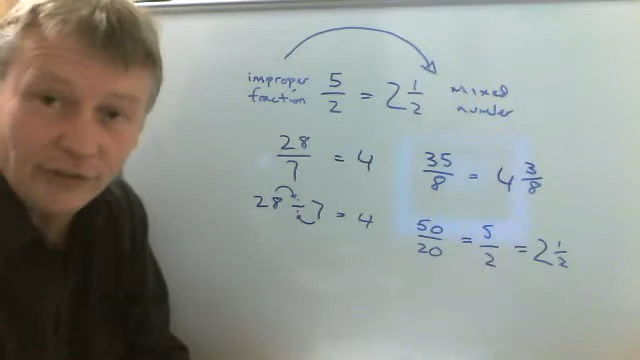 improper fraction 5/2 = 2 1/2 mixed number
28/7 = 4
28 ÷ 7 = 4
35/8 = 4 3/8
50/20 = 5/2 = 2 1/2